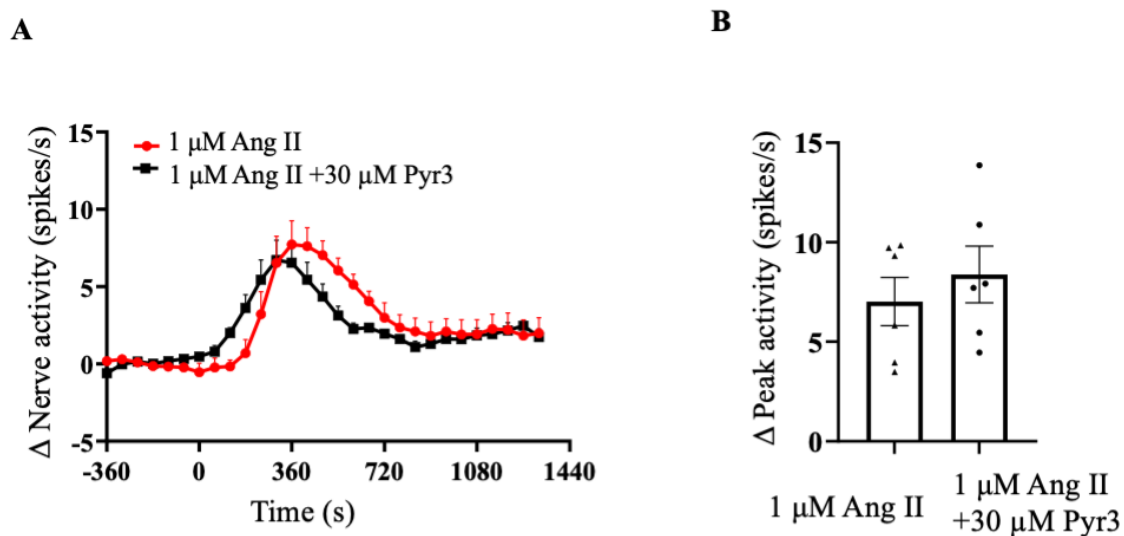 A
B
Δ Nerve activity (spikes/s)
15
10
5
0
-5
1 μM Ang II
1 μM Ang II +30 μM Pyr3
-360
0
360
720
1080
1440
Time (s)
Δ Peak activity (spikes/s)
15
10
5
0
1 μM Ang II
1 μM Ang II
+30 μM Pyr3